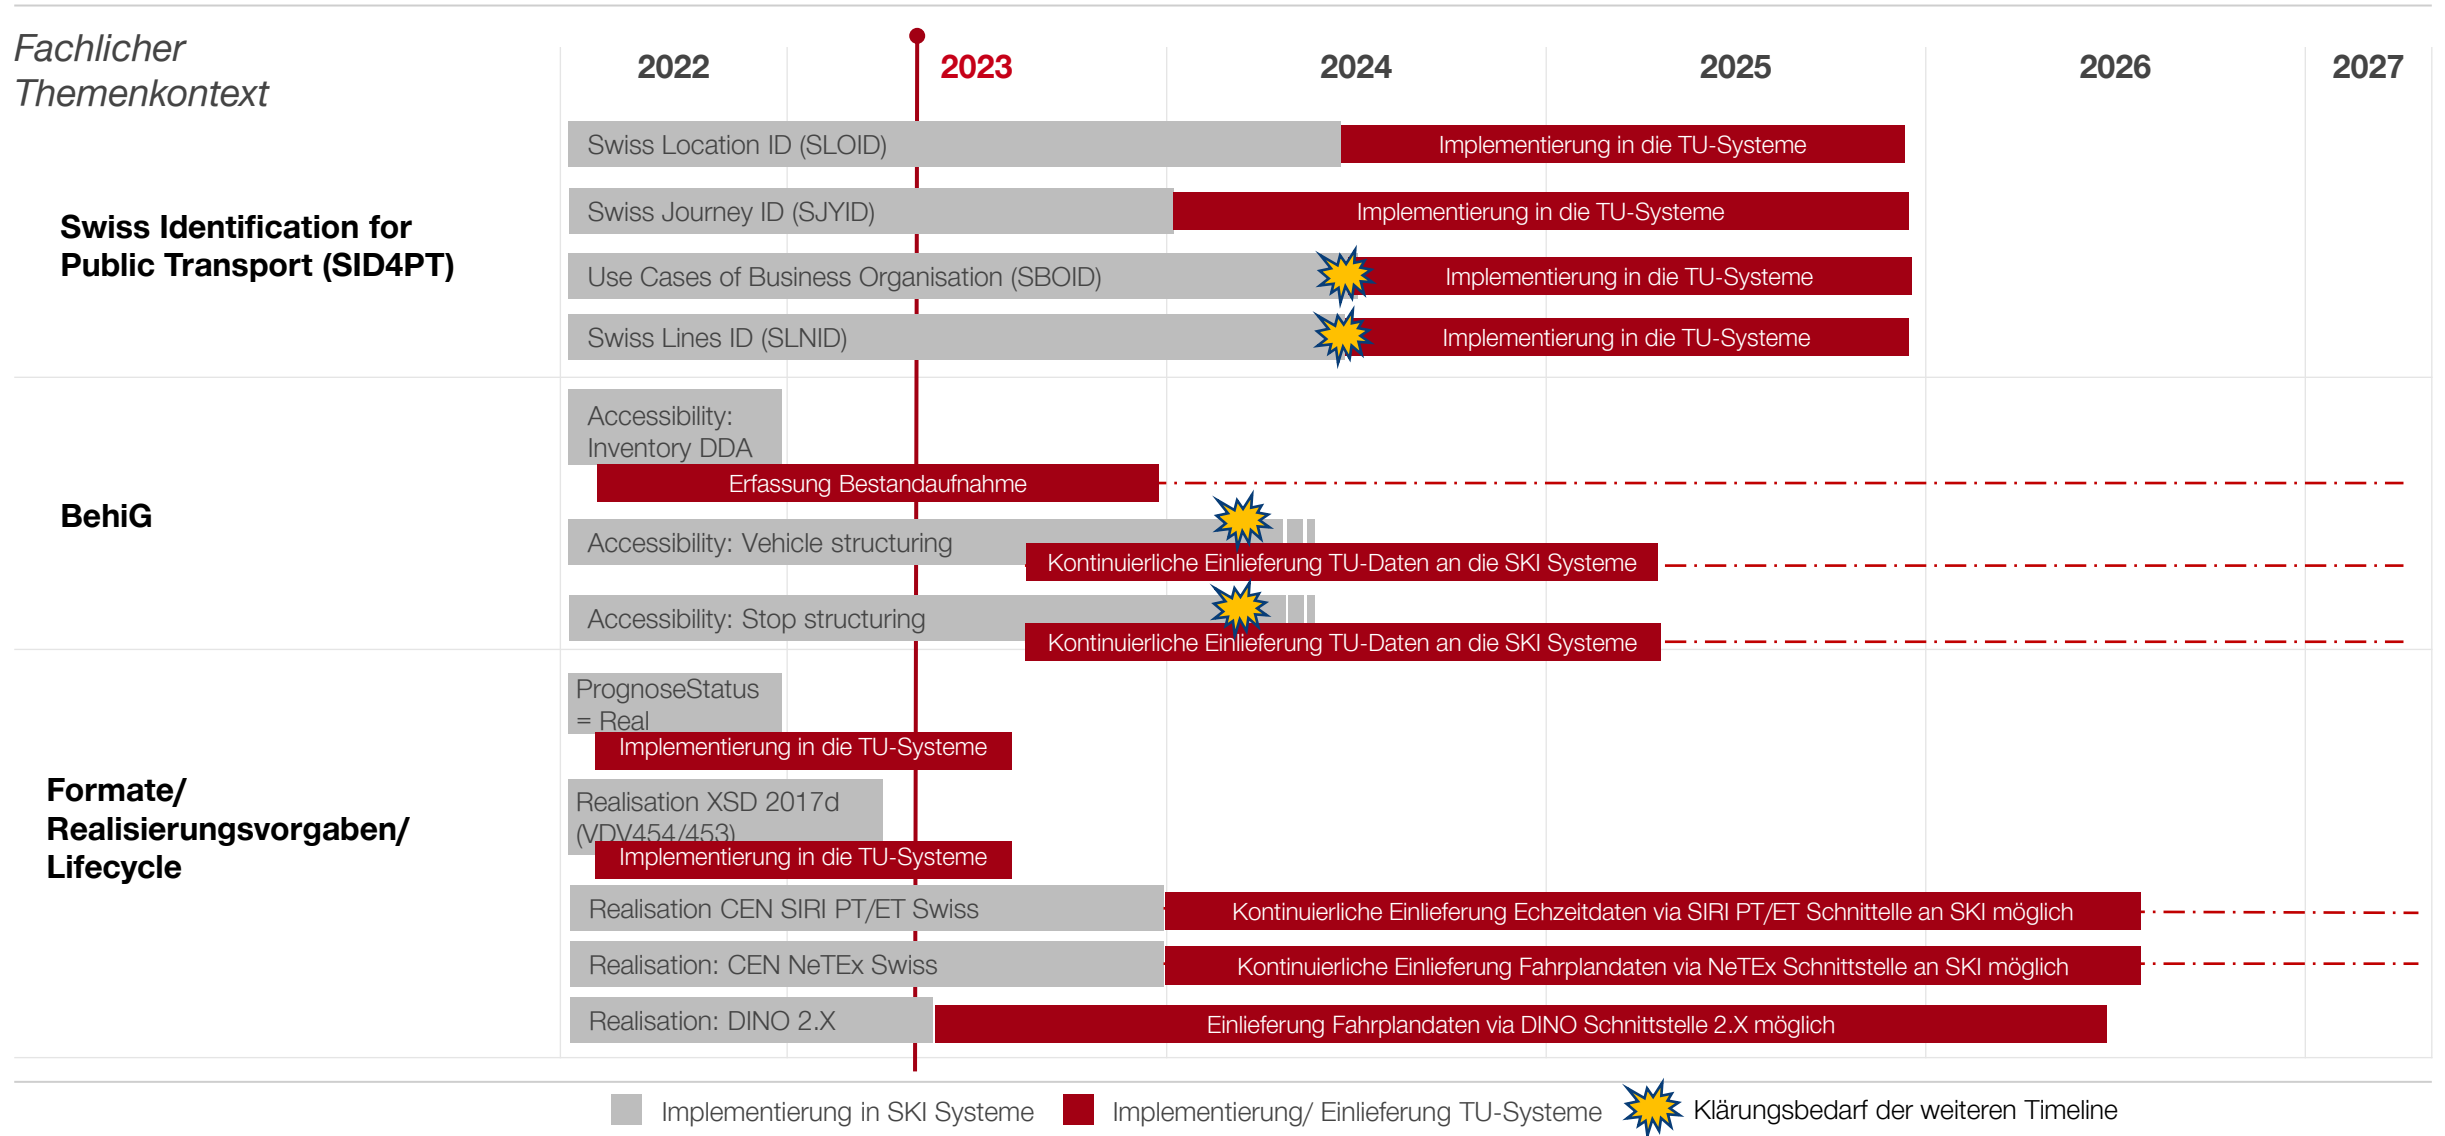 Fachlicher
Themenkontext
2022
2023
2024
2025
2026
2027
Swiss Identification for
Public Transport (SID4PT)
Swiss Location ID (SLOID)
Implementierung in die TU-Systeme
Swiss Journey ID (SJYID)
Implementierung in die TU-Systeme
Use Cases of Business Organisation (SBOID)
Implementierung in die TU-Systeme
Swiss Lines ID (SLNID)
Implementierung in die TU-Systeme
BehiG
Accessibility:
Inventory DDA
Erfassung Bestandaufnahme
Accessibility: Vehicle structuring
Kontinuierliche Einlieferung TU-Daten an die SKI Systeme
Accessibility: Stop structuring
Kontinuierliche Einlieferung TU-Daten an die SKI Systeme
Formate/
Realisierungsvorgaben/
Lifecycle
PrognoseStatus
= Real
Implementierung in die TU-Systeme
Realisation XSD 2017d
(VDV454/453)
Implementierung in die TU-Systeme
Realisation CEN SIRI PT/ET Swiss
Kontinuierliche Einlieferung Echzeitdaten via SIRI PT/ET Schnittelle an SKI möglich
Realisation: CEN NeTEx Swiss
Kontinuierliche Einlieferung Fahrplandaten via NeTEx Schnittstelle an SKI möglich
Realisation: DINO 2.X
Einlieferung Fahrplandaten via DINO Schnittstelle 2.X möglich
Implementierung in SKI Systeme
Implementierung/ Einlieferung TU-Systeme
Klärungsbedarf der weiteren Timeline